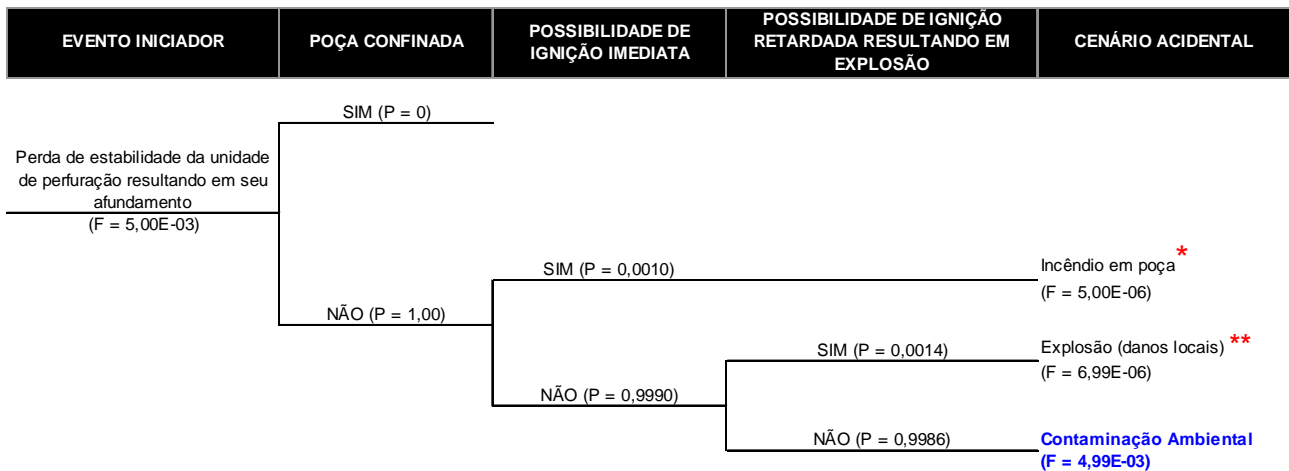 EVENTO INICIADOR
POÇA CONFINADA
POSSIBILIDADE DE
IGNIÇÃO IMEDIATA
POSSIBILIDADE DE IGNIÇÃO
RETARDADA RESULTANDO EM
EXPLOSÃO
CENÁRIO ACIDENTAL
SIM (P = 0)
Perda de estabilidade da unidade
de perfuração resultando em seu
afundamento
(F = 5,00E-03)
SIM (P = 0,0010)
Incêndio em poça*
(F = 5,00E-06)
NÃO (P = 1,00)
SIM (P = 0,0014)
Explosão (danos locais) **
(F = 6,99E-06)
NÃO (P = 0,9990)
NÃO (P = 0,9986)
Contaminação Ambiental
(F = 4,99E-03)